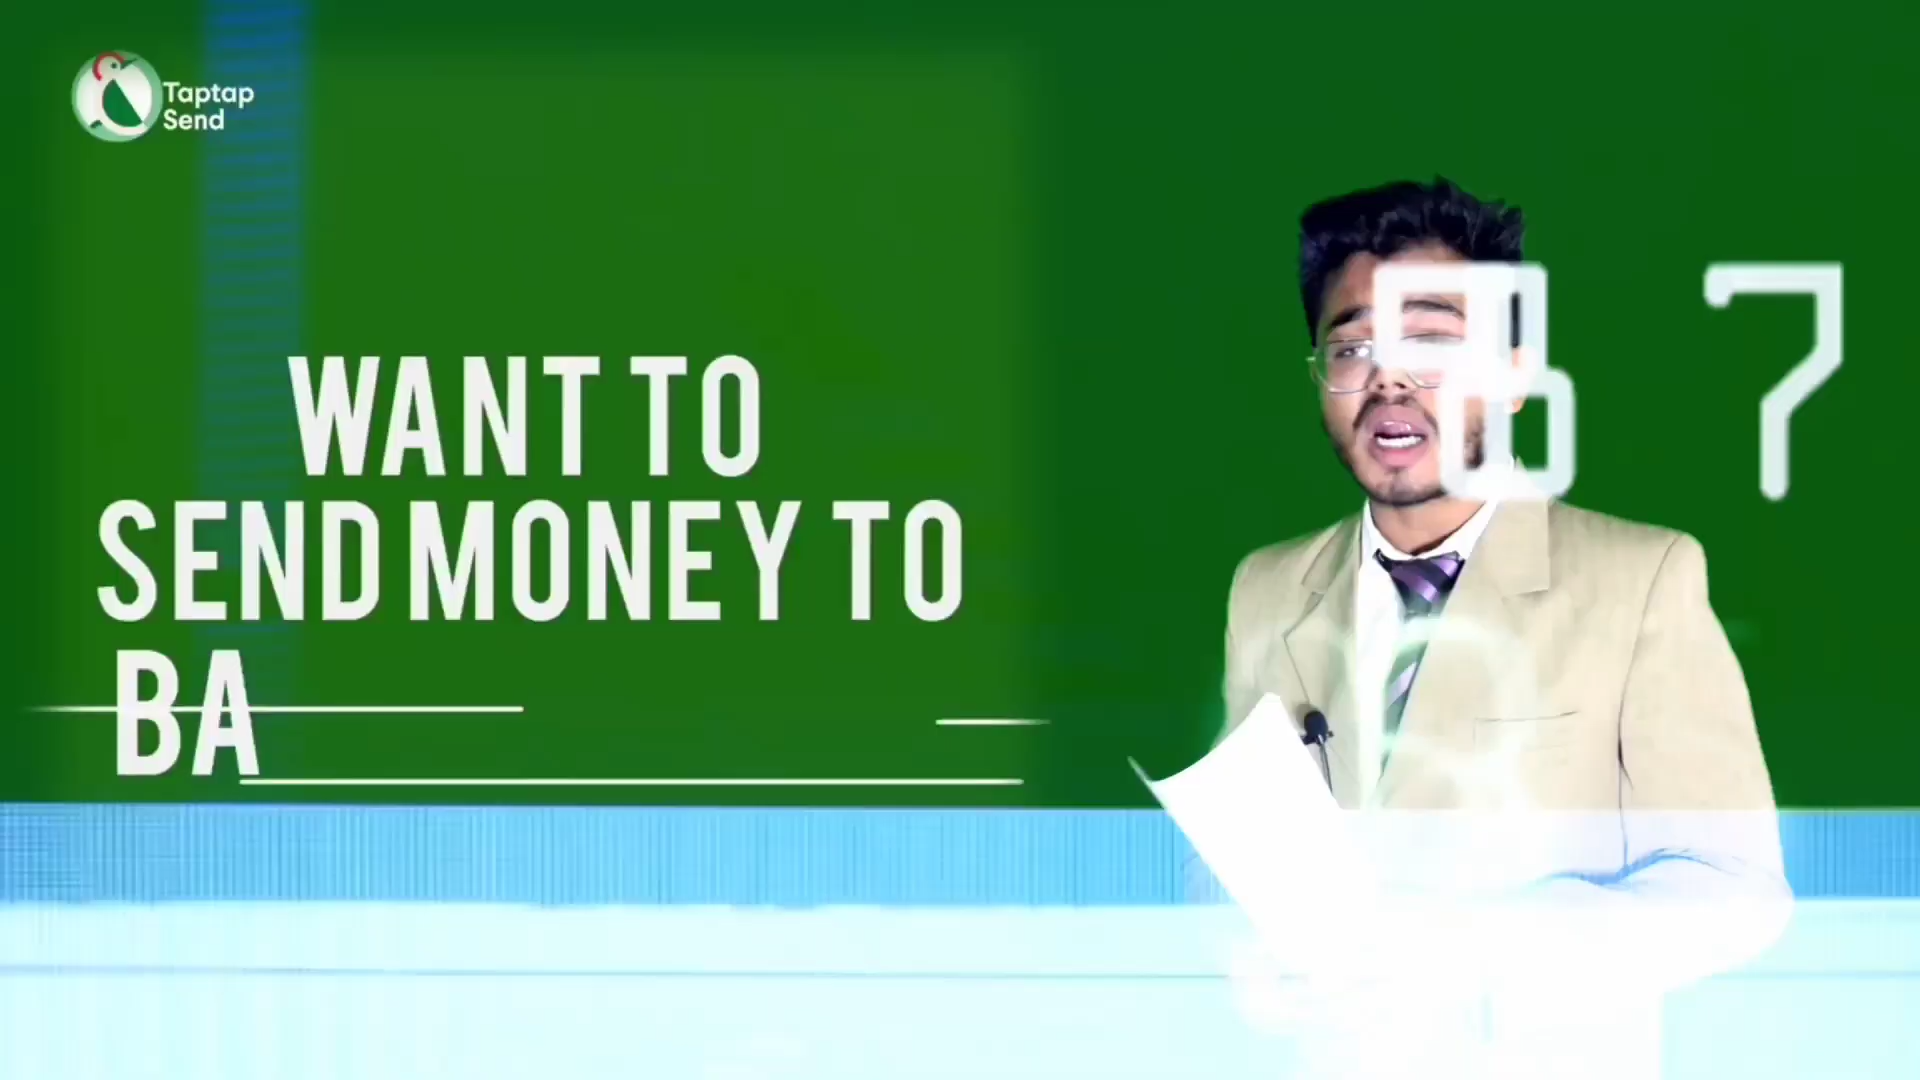 Taptap
Send
WANT TO
SEND MONEY TO
BA
7